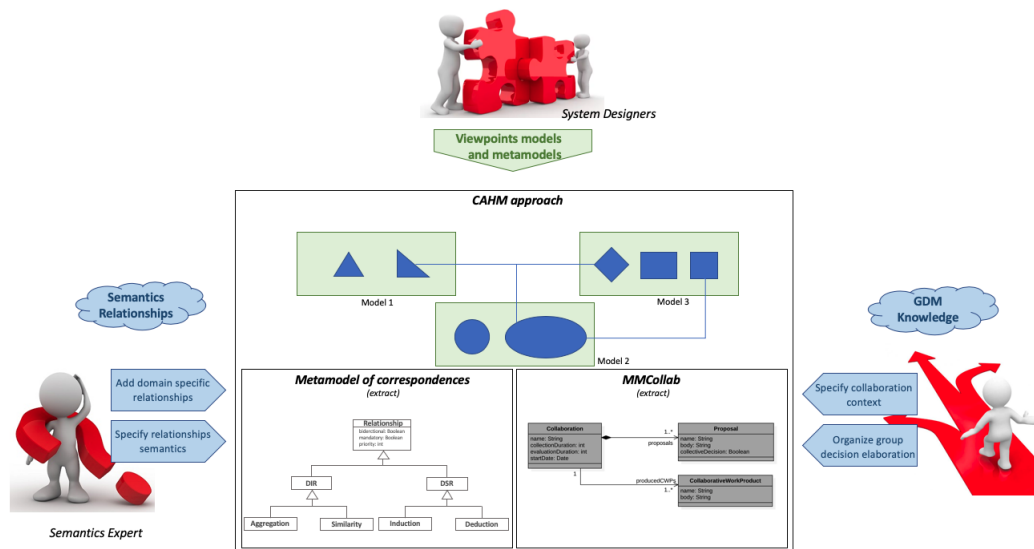 System Designers
Viewpoints models
and metamodels
CAHM approach
Model 1
Model 3
Model 2
Semantics
Relationships
GDM
Knowledge
Add domain specific
relationships
Specify relationships
semantics
Semantics Expert
Specify collaboration
context
Organize group
decision elaboration
Metamodel of correspondences
(extract)
Relationship
bidirectional: Boolean
mandatory: Boolean
priority: int
DIR
DSR
Aggregation
Similarity
Induction
Deduction
MMCollab
(extract)
Collaboration
name: String
collectionDuration: int
evaluationDuration: int
startDate: Date
1..*
proposals
Proposal
name: String
body: String
collectiveDecision: Boolean
1
producedCWPs
1..*
CollaborativeWorkProduct
name: String
body: String